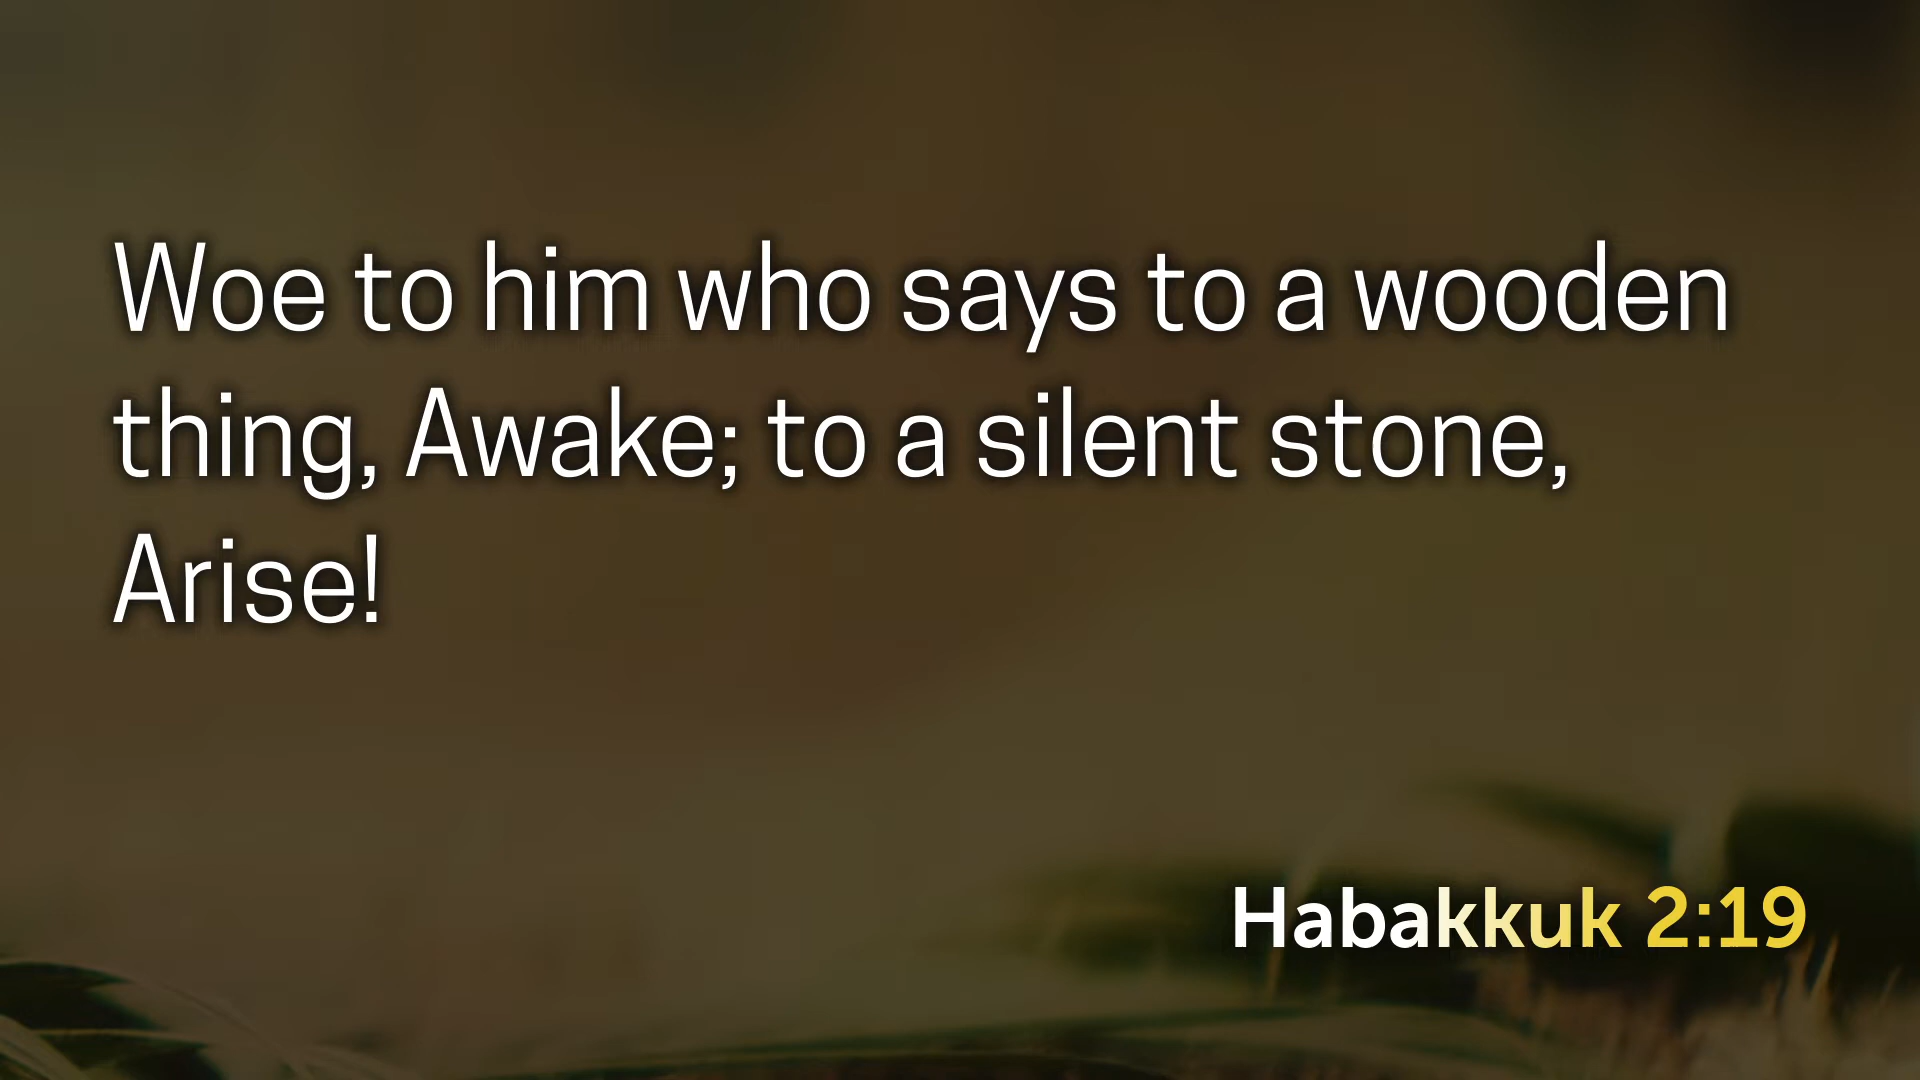 Woe to him who says to a wooden
thing, Awake; to a silent stone,
Arise!
Habakkuk 2:19